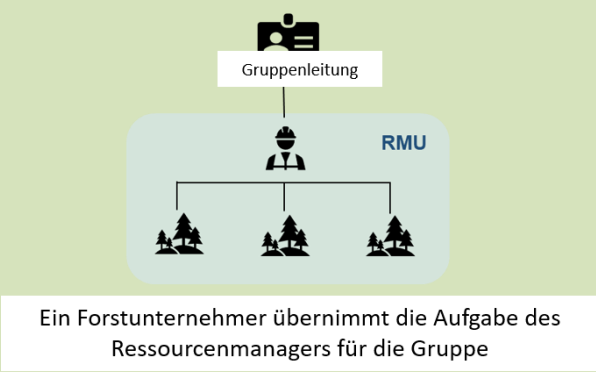 Gruppenleitung
RMU
Ein Forstunternehmer übernimmt die Aufgabe des
Ressourcenmanagers für die Gruppe